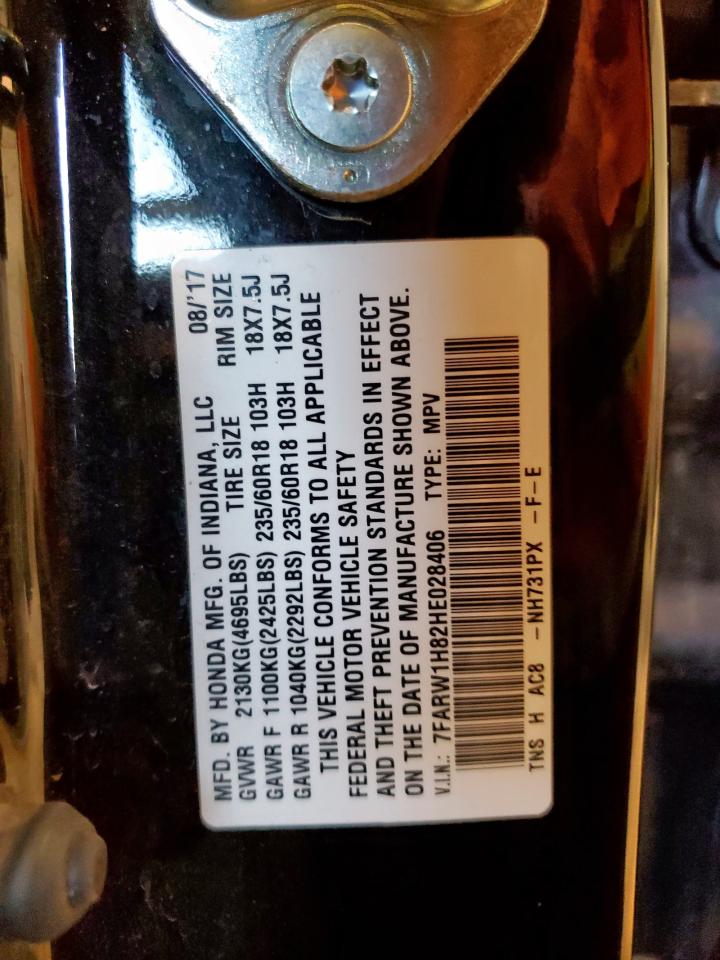 MFD. BY HONDA MFG. OF INDIANA, LLC 08/'17
GVWR 2130KG(4695LBS) TIRE SIZE RIM SIZE
GAWR F 1100KG(2425LBS) 235/60R18 103H 18X7.5J
GAWR R 1040KG(2292LBS) 235/60R18 103H 18X7.5J
THIS VEHICLE CONFORMS TO ALL APPLICABLE
FEDERAL MOTOR VEHICLE SAFETY
AND THEFT PREVENTION STANDARDS IN EFFECT
ON THE DATE OF MANUFACTURE SHOWN ABOVE.
V.I.N.: 7FARW1H82HE028406 TYPE: MPV
TNS H AC8 -NH731PX -F-E